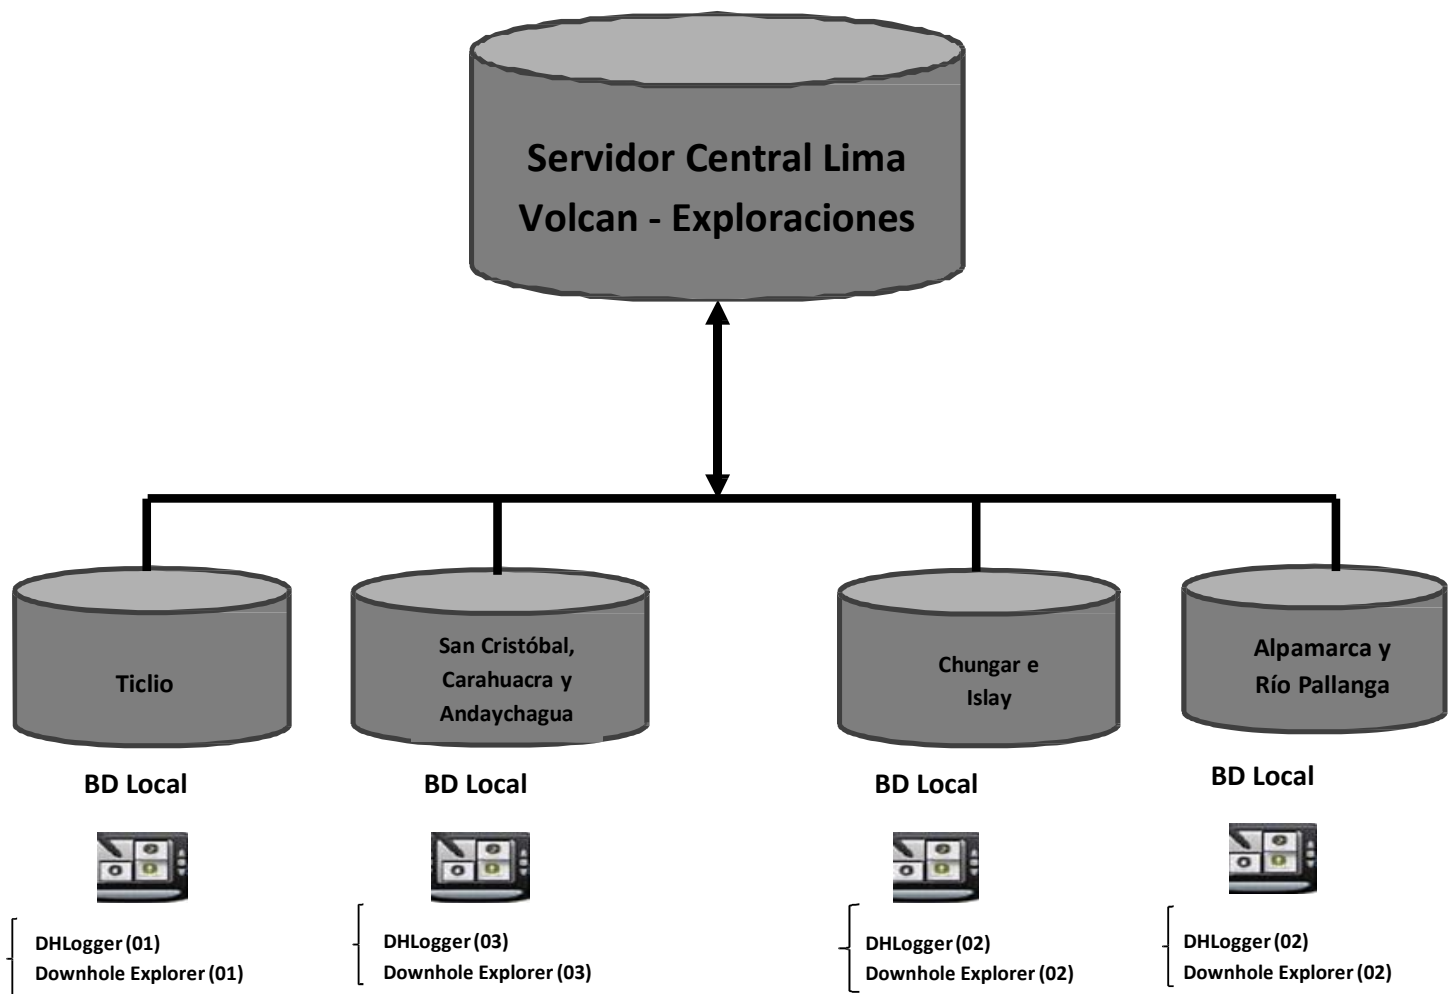 Servidor Central Lima
Volcan - Exploraciones
Ticlio
San Cristóbal,
Carahuacra y
Andaychagua
Chungar e
Islay
Alpamarca y
Río Pallanga
BD Local
BD Local
BD Local
BD Local
DHLogger (01)
Downhole Explorer (01)
DHLogger (03)
Downhole Explorer (03)
DHLogger (02)
Downhole Explorer (02)
DHLogger (02)
Downhole Explorer (02)